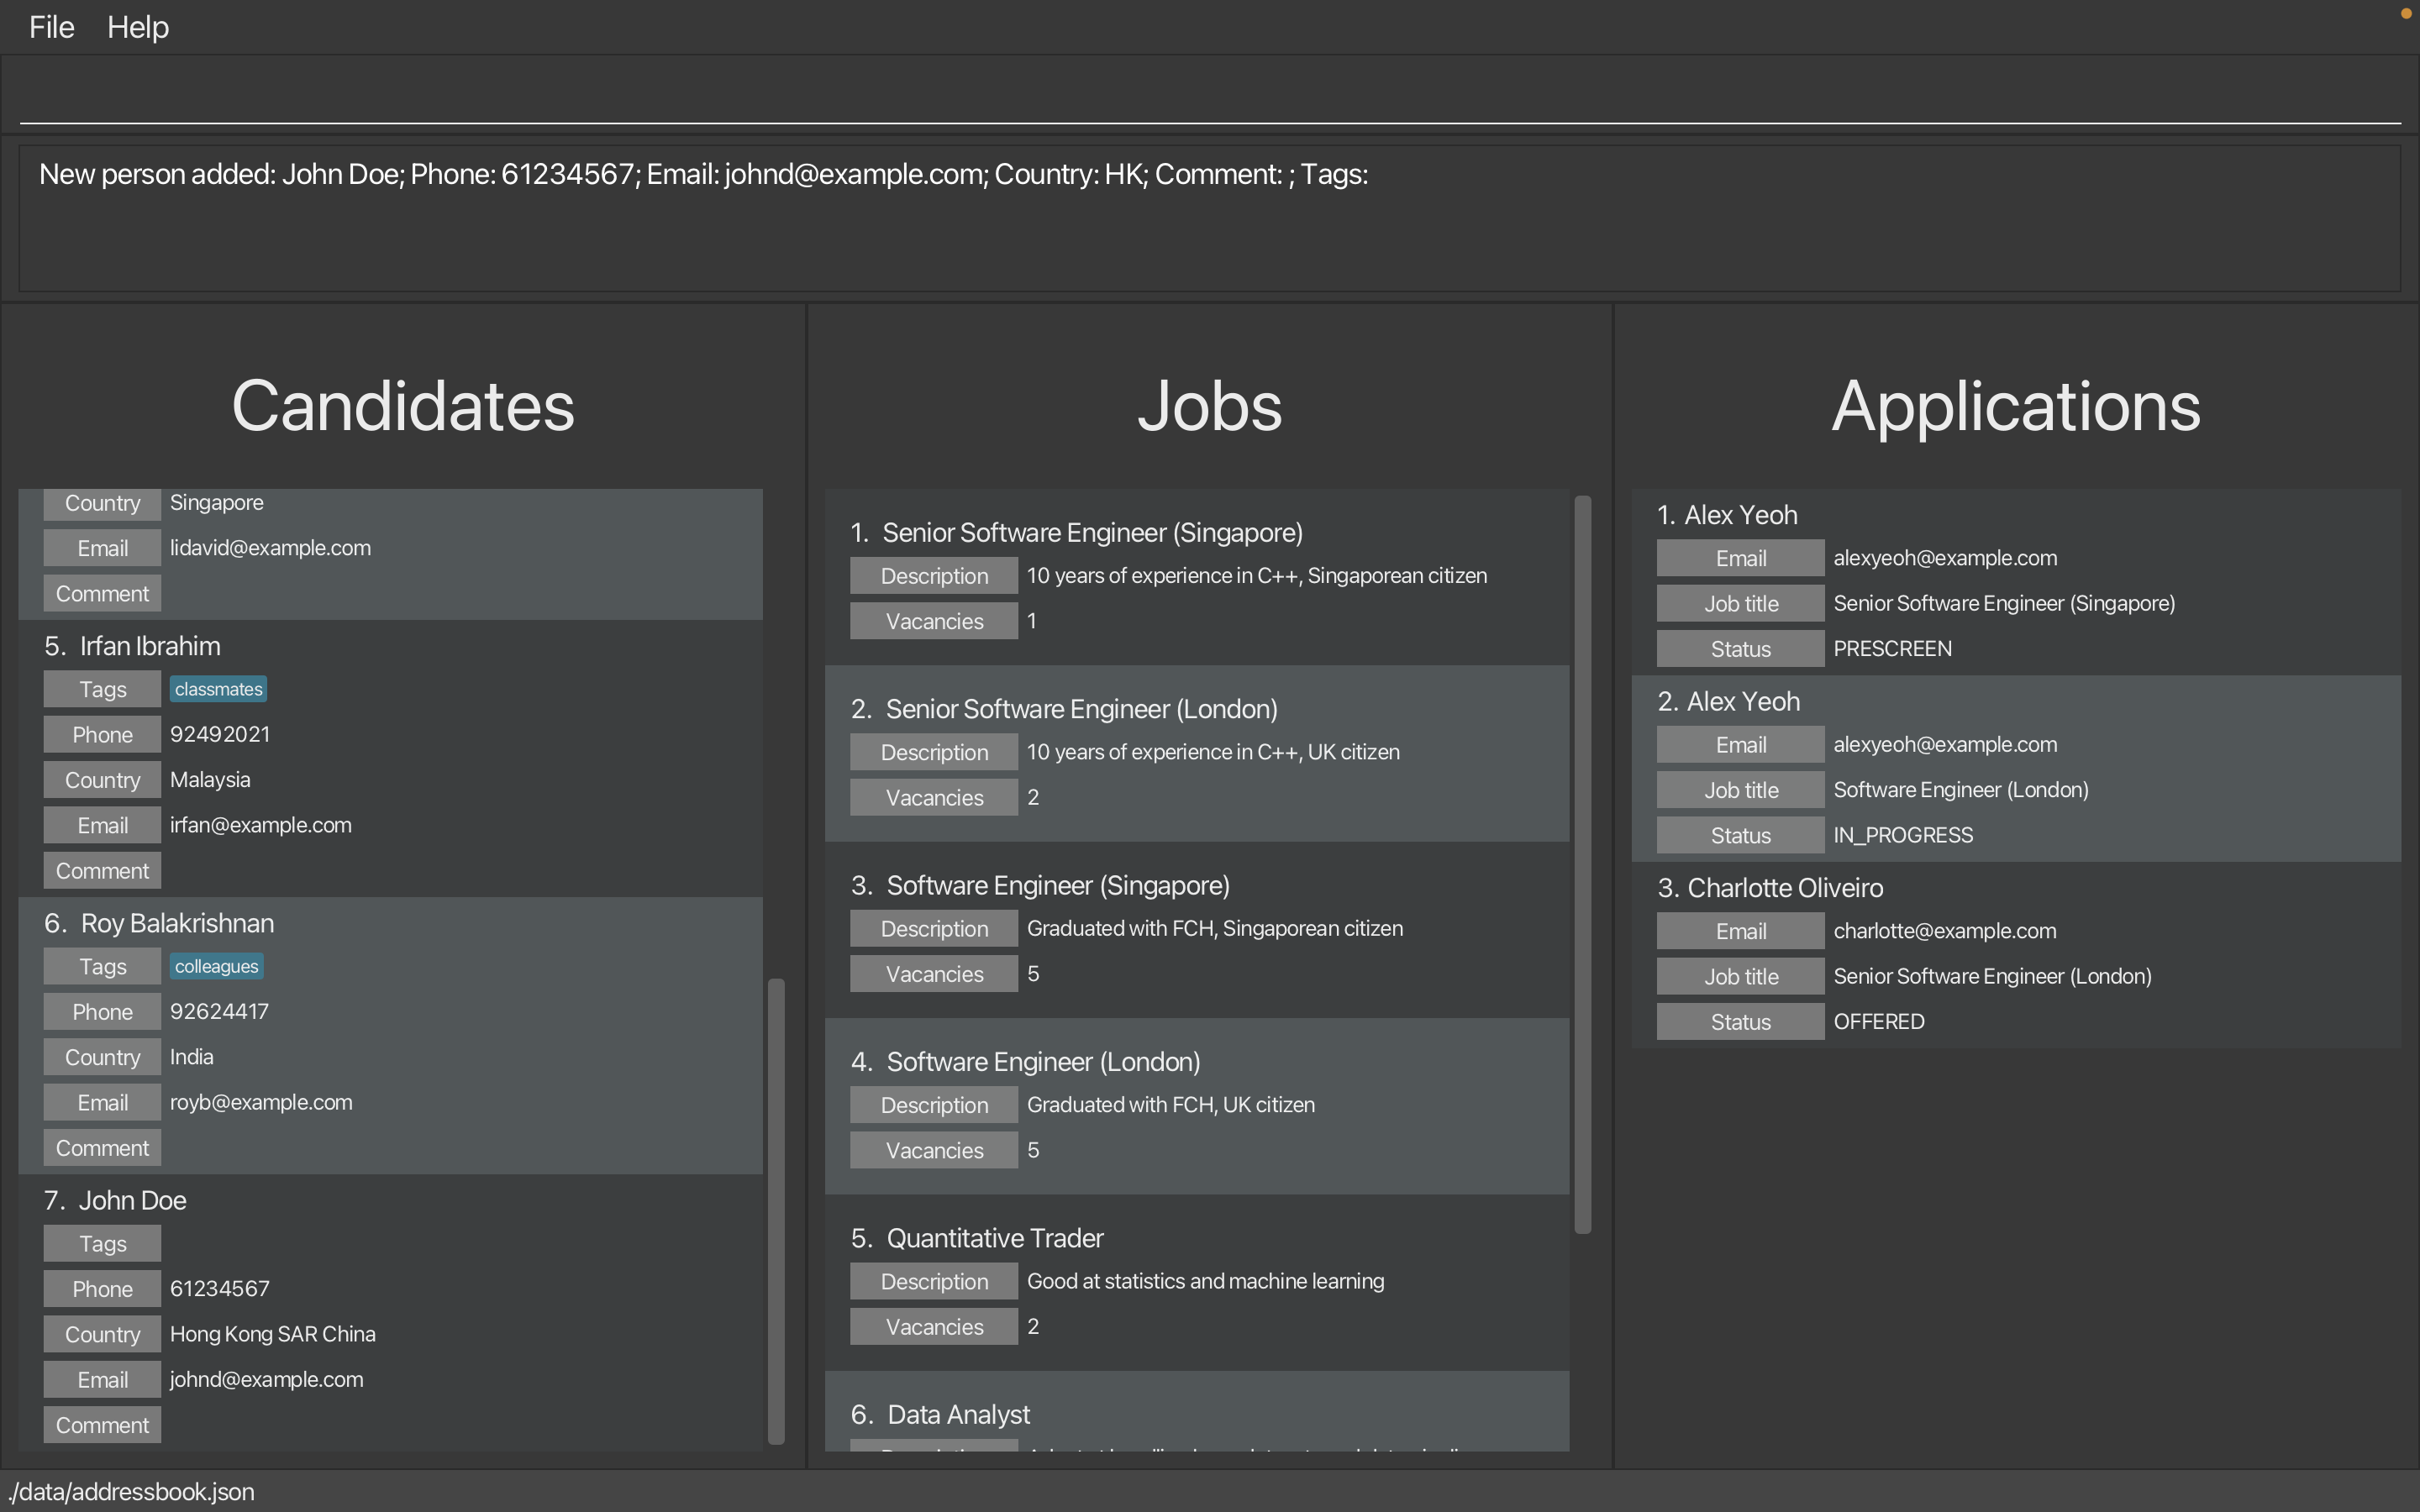 File Help
New person added: John Doe; Phone: 61234567; Email: johnd@example.com; Country: HK; Comment: ; Tags:
Candidates
Country Singapore
Email lidavid@example.com
Comment
5. Irfan Ibrahim
Tags classmates
Phone 92492021
Country Malaysia
Email irfan@example.com
Comment
6. Roy Balakrishnan
Tags colleagues
Phone 92624417
Country India
Email royb@example.com
Comment
7. John Doe
Tags
Phone 61234567
Country Hong Kong SAR China
Email johnd@example.com
Comment
Jobs
1. Senior Software Engineer (Singapore)
Description 10 years of experience in C++, Singaporean citizen
Vacancies 1
2. Senior Software Engineer (London)
Description 10 years of experience in C++, UK citizen
Vacancies 2
3. Software Engineer (Singapore)
Description Graduated with FCH, Singaporean citizen
Vacancies 5
4. Software Engineer (London)
Description Graduated with FCH, UK citizen
Vacancies 5
5. Quantitative Trader
Description Good at statistics and machine learning
Vacancies 2
6. Data Analyst
Applications
1. Alex Yeoh
Email alexyeoh@example.com
Job title Senior Software Engineer (Singapore)
Status PRESCREEN
2. Alex Yeoh
Email alexyeoh@example.com
Job title Software Engineer (London)
Status IN_PROGRESS
3. Charlotte Oliveiro
Email charlotte@example.com
Job title Senior Software Engineer (London)
Status OFFERED
./data/addressbook.json